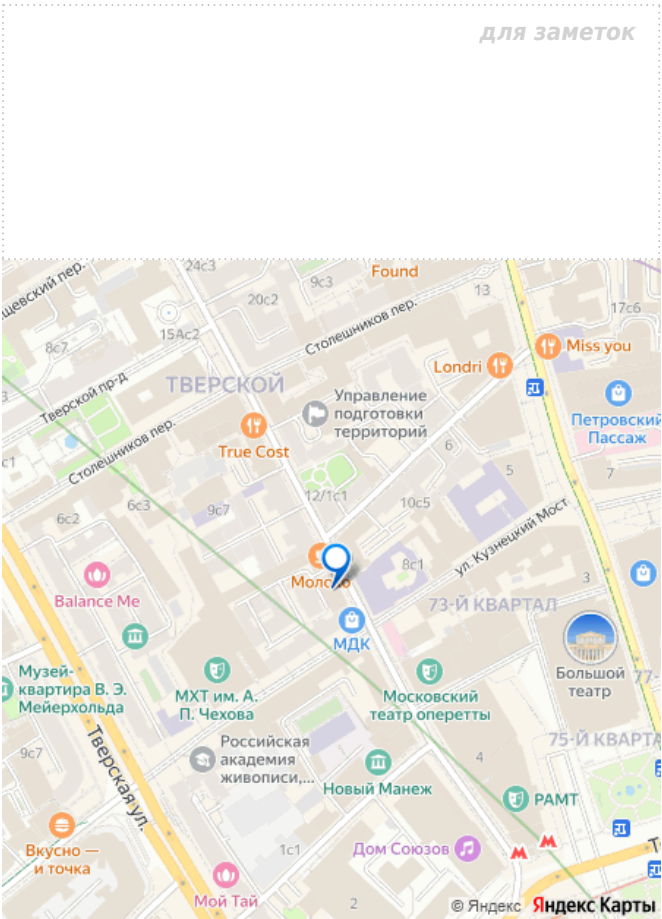 для заметок
щевский пер.
24с3
9с3
Found
20с2
13
17с6
8с7
15Ас2
Столешников пер.
Miss you
Londri
Тверской пр-д
ТВЕРСКОЙ
Управление
подготовки
территорий
Петровский
Пассаж
True Cost
Столешников пер.
с1
6
5
7
12/1с1
10с5
6с2
6с3
9с7
ул. Кузнецкий Мост
8с1
Balance Me
3
73-Й КВАРТАЛ
МДК
Большой
театр
77-
Музей-
квартира В. Э.
Мейерхольда
МХТ им. А.
П. Чехова
Московский
театр оперетты
75-Й КВАРТА
9с7
Тверская ул.
Российская
академия
живописи,...
4
Новый Манеж
РАМТ
Вкусно —
и точка
1с1
Дом Союзов
Т
Мой Тай
2
© Яндекс Яндекс Карты